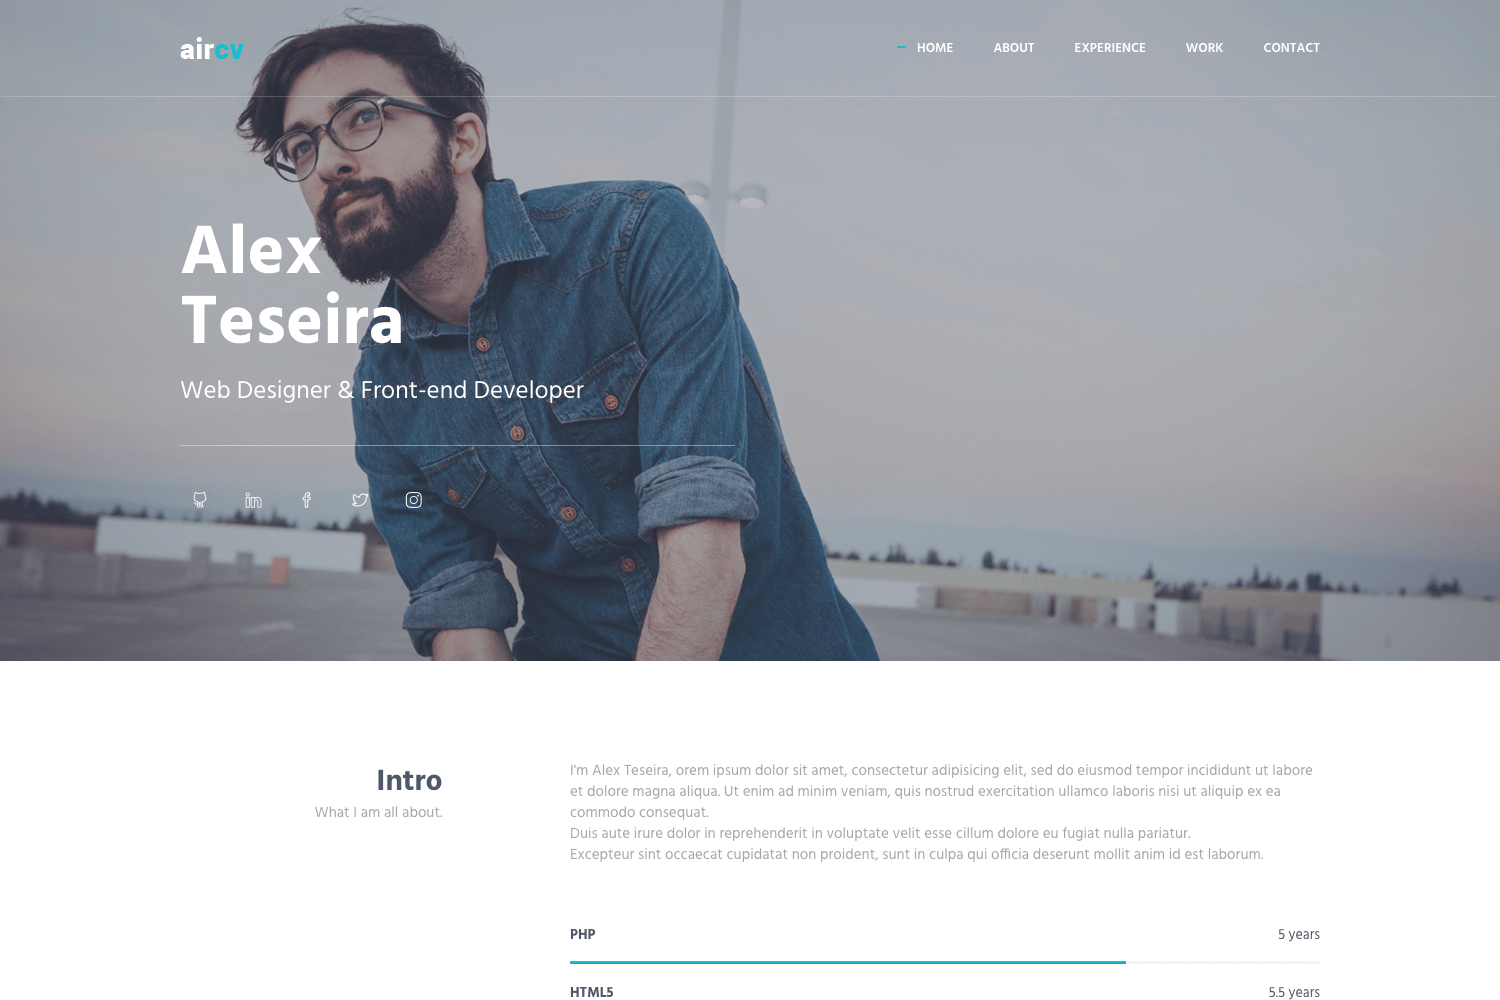 aircv
HOME ABOUT EXPERIENCE WORK CONTACT
Alex
Teseira
Web Designer & Front-end Developer
Intro
What I am all about.
I'm Alex Teseira, orem ipsum dolor sit amet, consectetur adipisicing elit, sed do eiusmod tempor incididunt ut labore
et dolore magna aliqua. Ut enim ad minim veniam, quis nostrud exercitation ullamco laboris nisi ut aliquip ex ea
commodo consequat.
Duis aute irure dolor in reprehenderit in voluptate velit esse cillum dolore eu fugiat nulla pariatur.
Excepteur sint occaecat cupidatat non proident, sunt in culpa qui officia deserunt mollit anim id est laborum.
PHP 5 years
HTML5 5.5 years